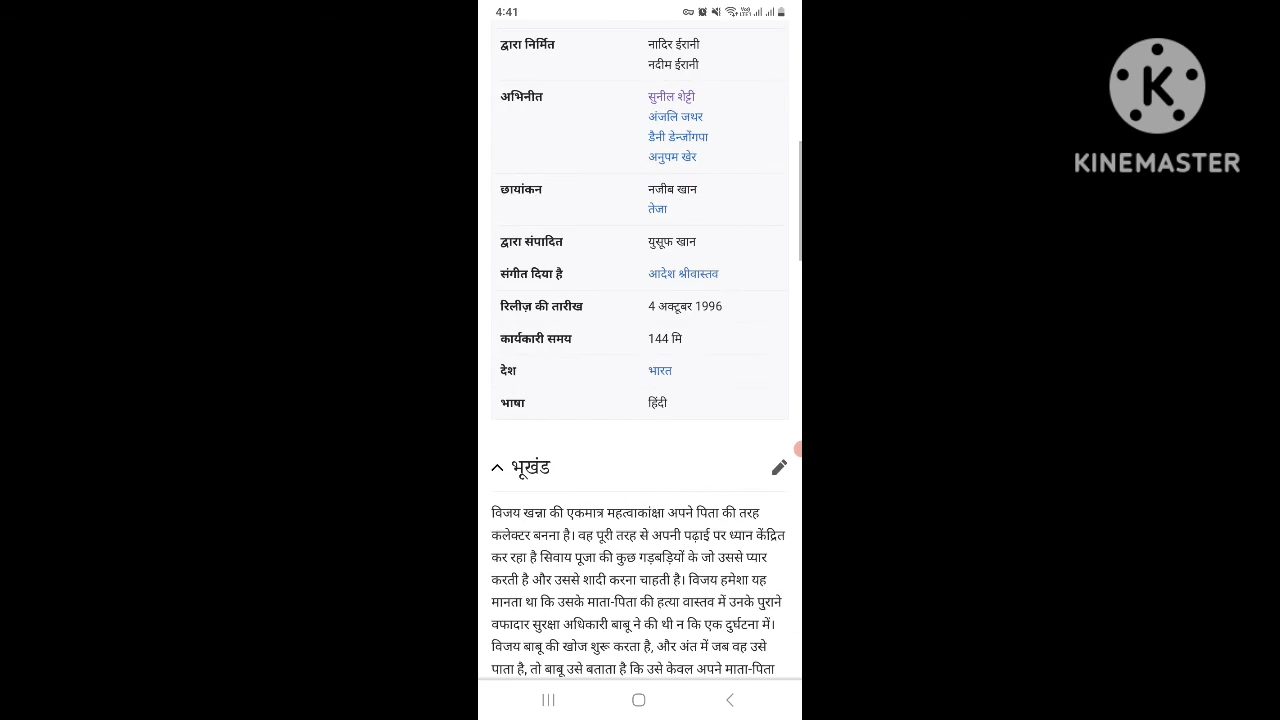 4:41
द्वारा निर्मित
नादिर ईरानी
नदीम ईरानी
अभिनीत
सुनील शेट्टी
अंजलि जथर
डैनी डेन्जोंगपा
अनुपम खेर
छायांकन
नजीब खान
तेजा
द्वारा संपादित
युसूफ खान
संगीत दिया है
आदेश श्रीवास्तव
रिलीज़ की तारीख
4 अक्टूबर 1996
कार्यकारी समय
144 मि
देश
भारत
भाषा
हिंदी
भूखंड
विजय खन्ना की एकमात्र महत्वाकांक्षा अपने पिता की तरह
कलेक्टर बनना है। वह पूरी तरह से अपनी पढ़ाई पर ध्यान केंद्रित
कर रहा है सिवाय पूजा की कुछ गड़बड़ियों के जो उससे प्यार
करती है और उससे शादी करना चाहती है। विजय हमेशा यह
मानता था कि उसके माता-पिता की हत्या वास्तव में उनके पुराने
वफादार सुरक्षा अधिकारी बाबू ने की थी न कि एक दुर्घटना में।
विजय बाबू की खोज शुरू करता है, और अंत में जब वह उसे
पाता है, तो बाबू उसे बताता है कि उसे केवल अपने माता-पिता
K
KINEMASTER